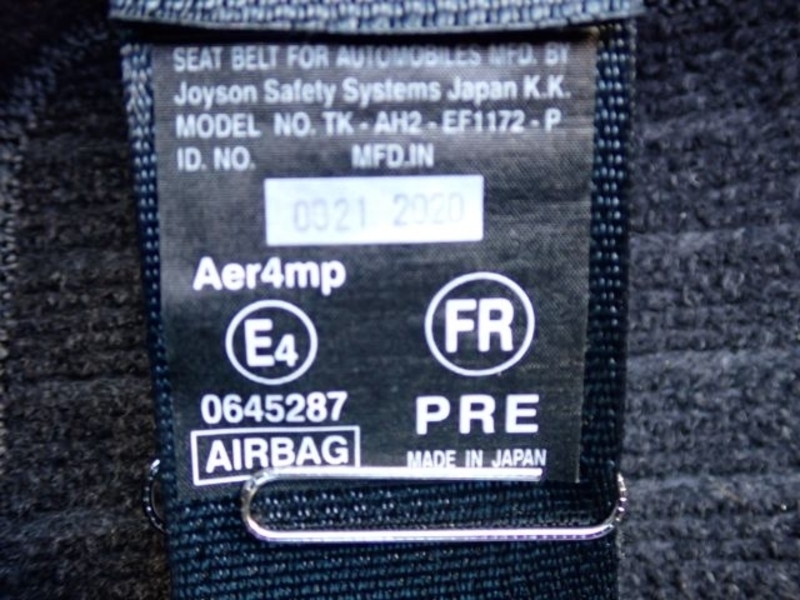 SEAT BELT FOR AUTOMOBILES MFD. BY
Joyson Safety Systems Japan K.K.
MODEL NO. TK - AH2 - EF1172 - P
ID. NO. MFD.IN
0321 2020
Aer4mp
E4 FR
0645287 PRE
AIRBAG MADE IN JAPAN